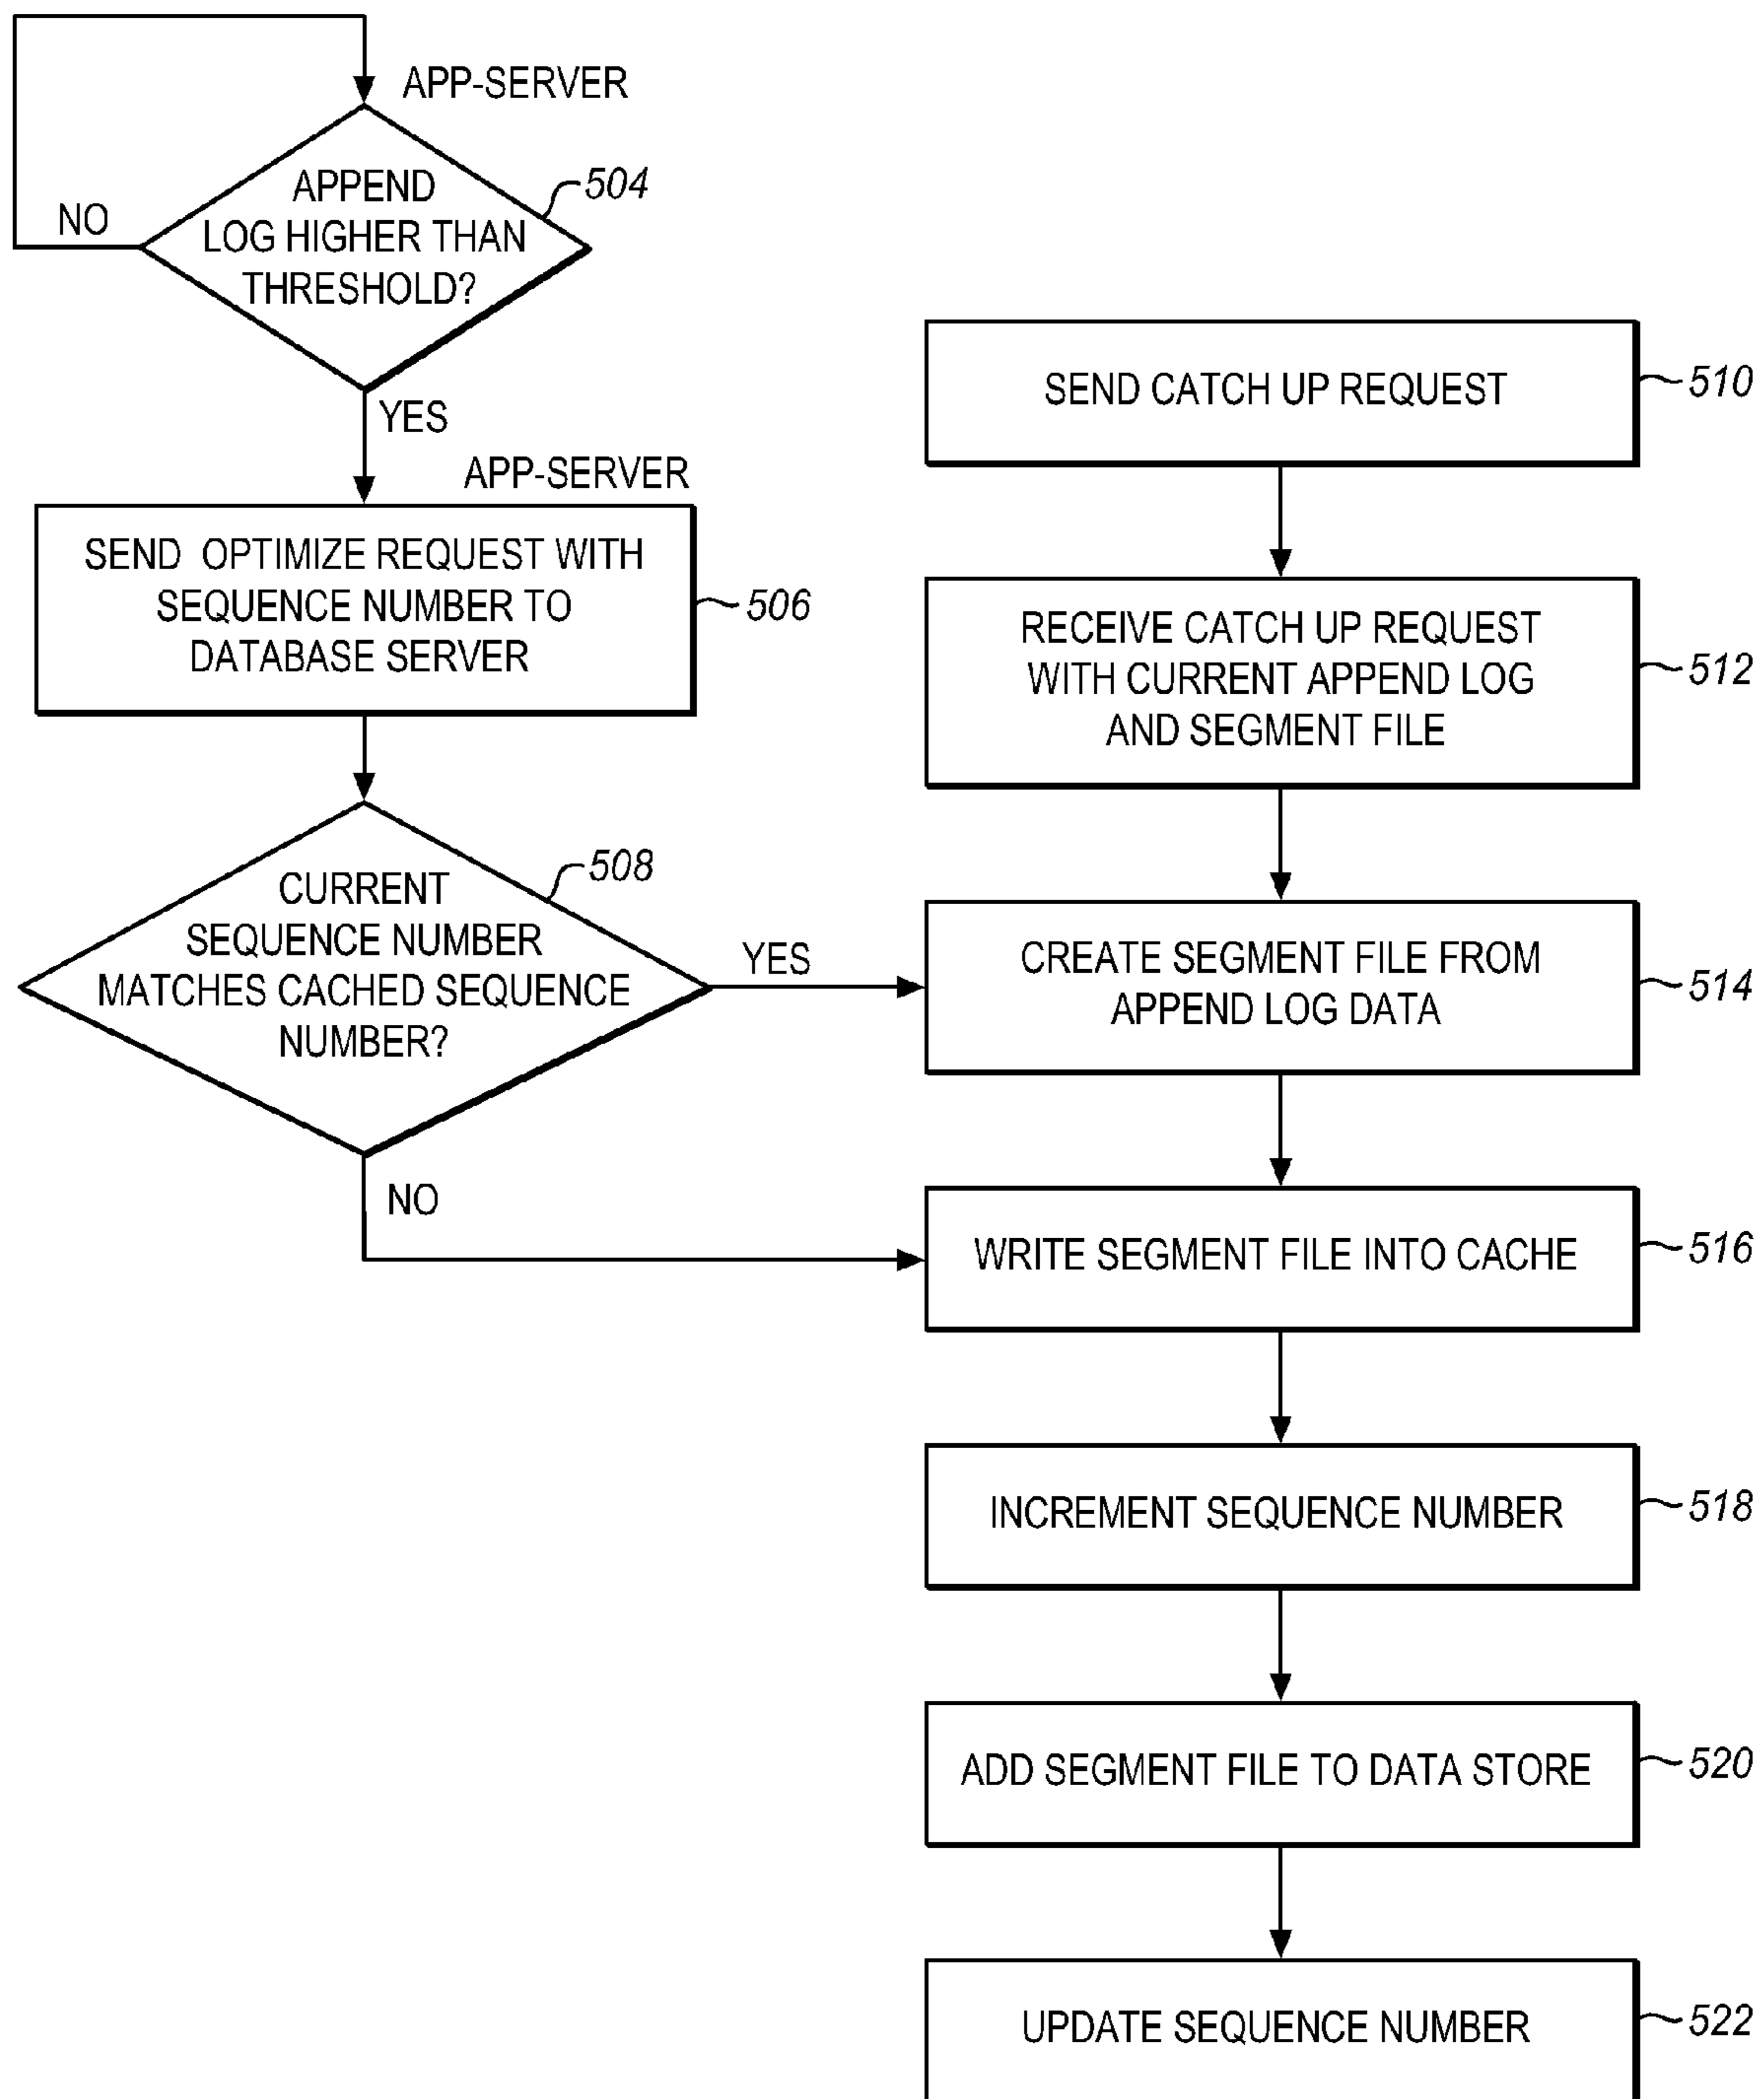 APP-SERVER
APPEND
LOG HIGHER THAN
THRESHOLD?
504
NO
YES
APP-SERVER
SEND OPTIMIZE REQUEST WITH
SEQUENCE NUMBER TO
DATABASE SERVER
506
CURRENT
SEQUENCE NUMBER
MATCHES CACHED SEQUENCE
NUMBER?
508
YES
NO
SEND CATCH UP REQUEST
510
RECEIVE CATCH UP REQUEST
WITH CURRENT APPEND LOG
AND SEGMENT FILE
512
CREATE SEGMENT FILE FROM
APPEND LOG DATA
514
WRITE SEGMENT FILE INTO CACHE
516
INCREMENT SEQUENCE NUMBER
518
ADD SEGMENT FILE TO DATA STORE
520
UPDATE SEQUENCE NUMBER
522